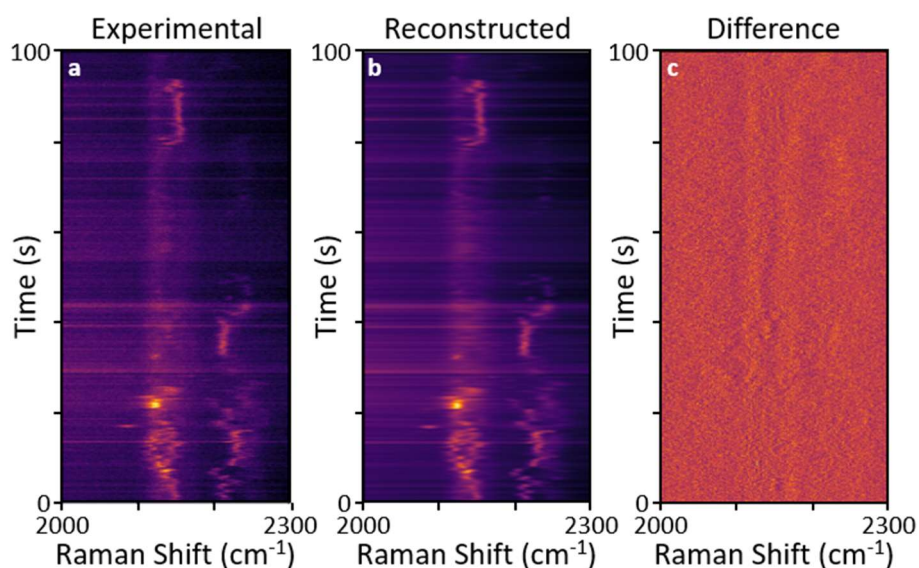 Experimental Reconstructed Difference
100 100 100
a b c
Time (s) Time (s) Time (s)
0 0 0
2000 2300 2000 2300 2000 2300
Raman Shift (cm⁻¹) Raman Shift (cm⁻¹) Raman Shift (cm⁻¹)